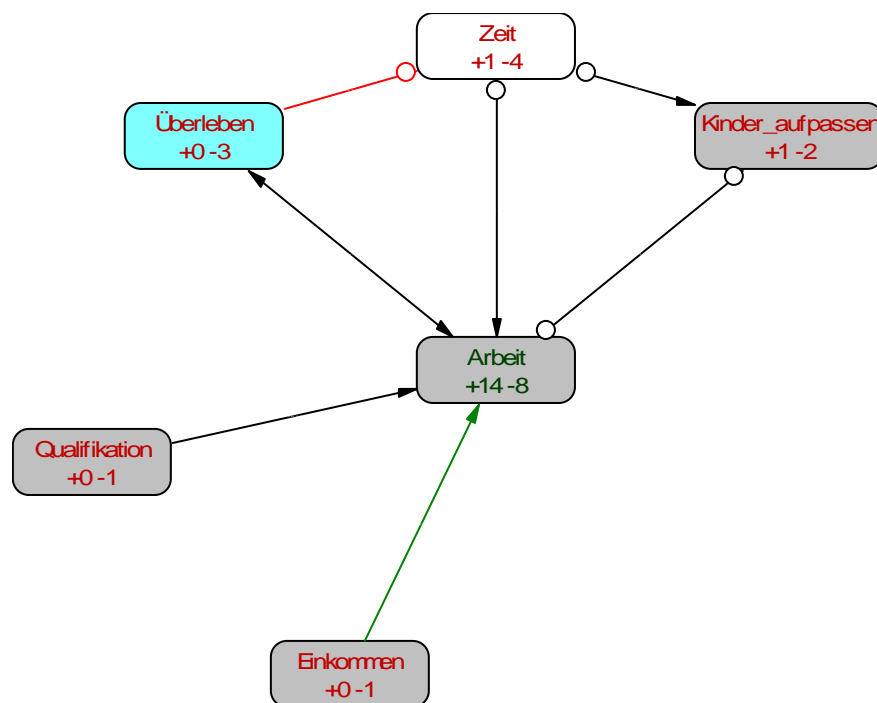 Zeit
+1 -4
Überleben
+0 -3
Kinder_aufpassen
+1 -2
Arbeit
+14 -8
Qualifikation
+0 -1
Einkommen
+0 -1